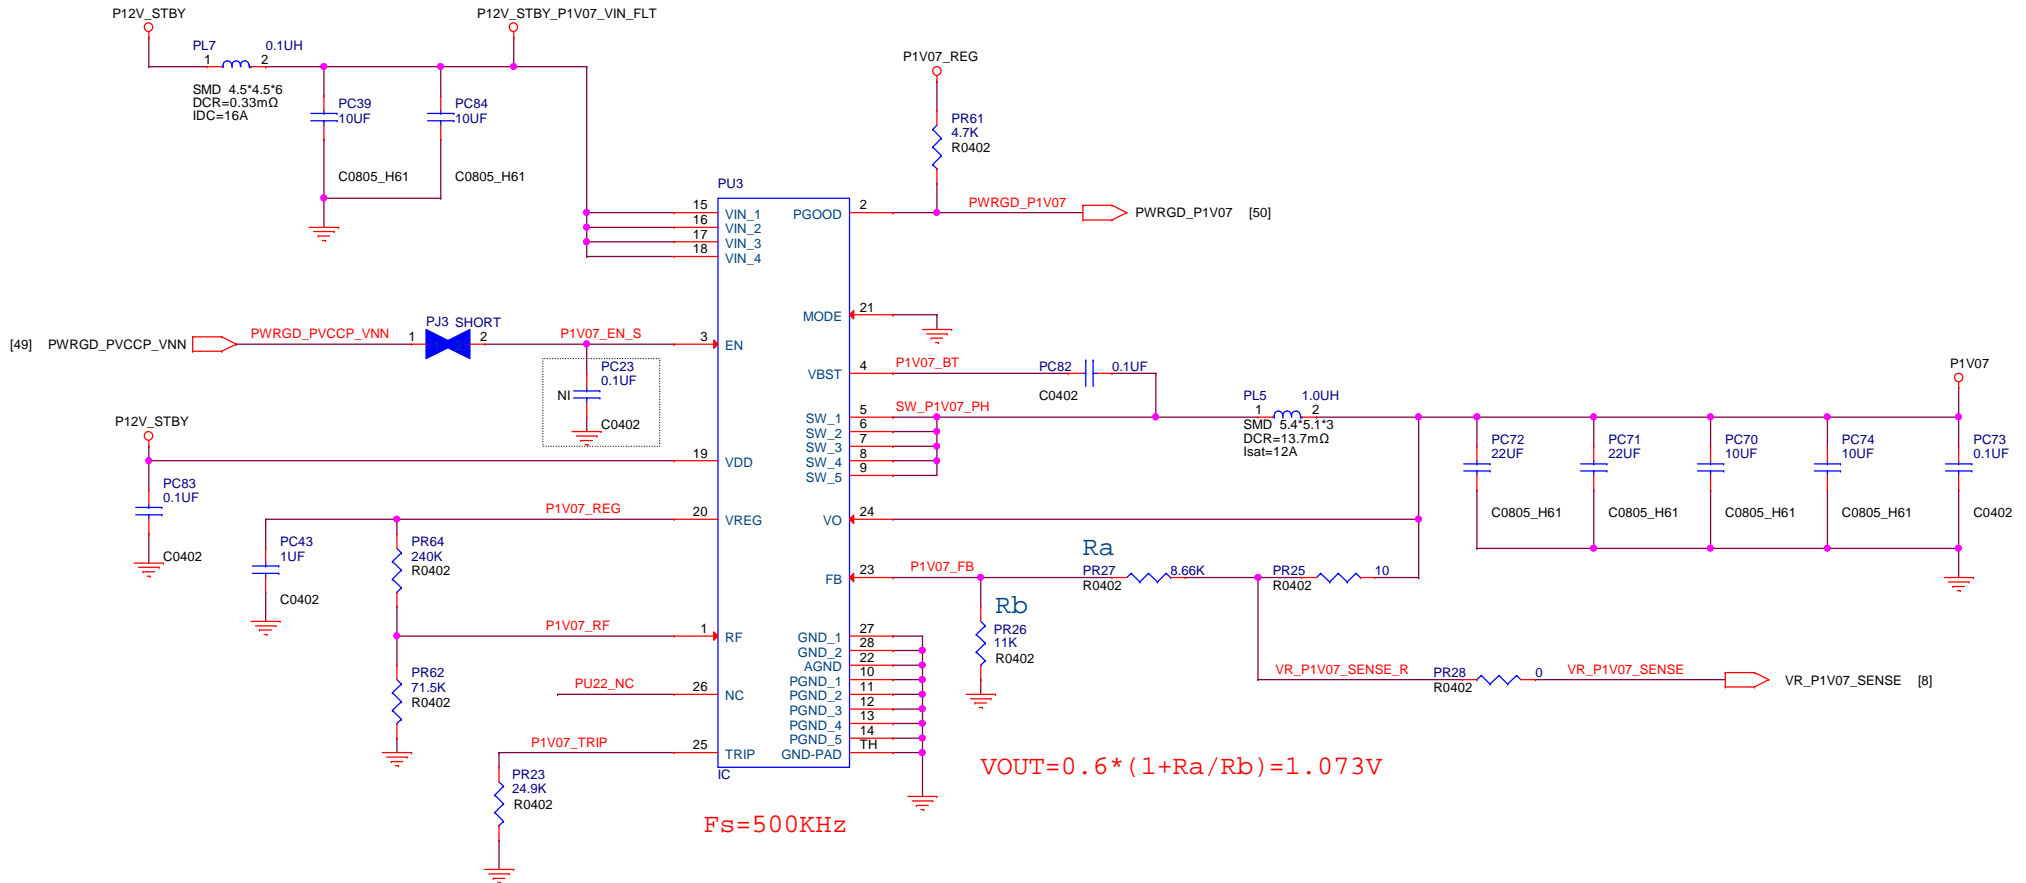 P12V_STBY
P12V_STBY_P1V07_VIN_FLT
PL7
0.1UH
1
2
SMD 4.5*4.5*6
DCR=0.33mΩ
IDC=16A
PC39
10UF
C0805_H61
PC84
10UF
C0805_H61
P1V07_REG
PR61
4.7K
R0402
PU3
15
VIN_1
16
VIN_2
17
VIN_3
18
VIN_4
PGOOD
2
PWRGD_P1V07
PWRGD_P1V07 [50]
MODE
21
[49] PWRGD_PVCCP_VNN
PWRGD_PVCCP_VNN
PJ3 SHORT
1
2
P1V07_EN_S
3
EN
PC23
0.1UF
NI
C0402
VBST
4
P1V07_BT
PC82
0.1UF
C0402
SW_1
5
SW_P1V07_PH
SW_2
6
SW_3
7
SW_4
8
SW_5
9
PL5
1.0UH
1
2
SMD 5.4*5.1*3
DCR=13.7mΩ
Isat=12A
P1V07
PC72
22UF
C0805_H61
PC71
22UF
C0805_H61
PC70
10UF
C0805_H61
PC74
10UF
C0805_H61
PC73
0.1UF
C0402
P12V_STBY
19
VDD
PC83
0.1UF
C0402
P1V07_REG
20
VREG
PC43
1UF
C0402
PR64
240K
R0402
VO
24
FB
23
P1V07_FB
Ra
PR27
8.66K
R0402
PR25
10
R0402
Rb
PR26
11K
R0402
P1V07_RF
1
RF
PR62
71.5K
R0402
PU22_NC
26
NC
P1V07_TRIP
25
TRIP
PR23
24.9K
R0402
GND_1
27
GND_2
28
AGND
22
PGND_1
10
PGND_2
11
PGND_3
12
PGND_4
13
PGND_5
14
GND-PAD
TH
IC
VR_P1V07_SENSE_R
PR28
0
R0402
VR_P1V07_SENSE
VR_P1V07_SENSE [8]
VOUT=0.6*(1+Ra/Rb)=1.073V
Fs=500KHz